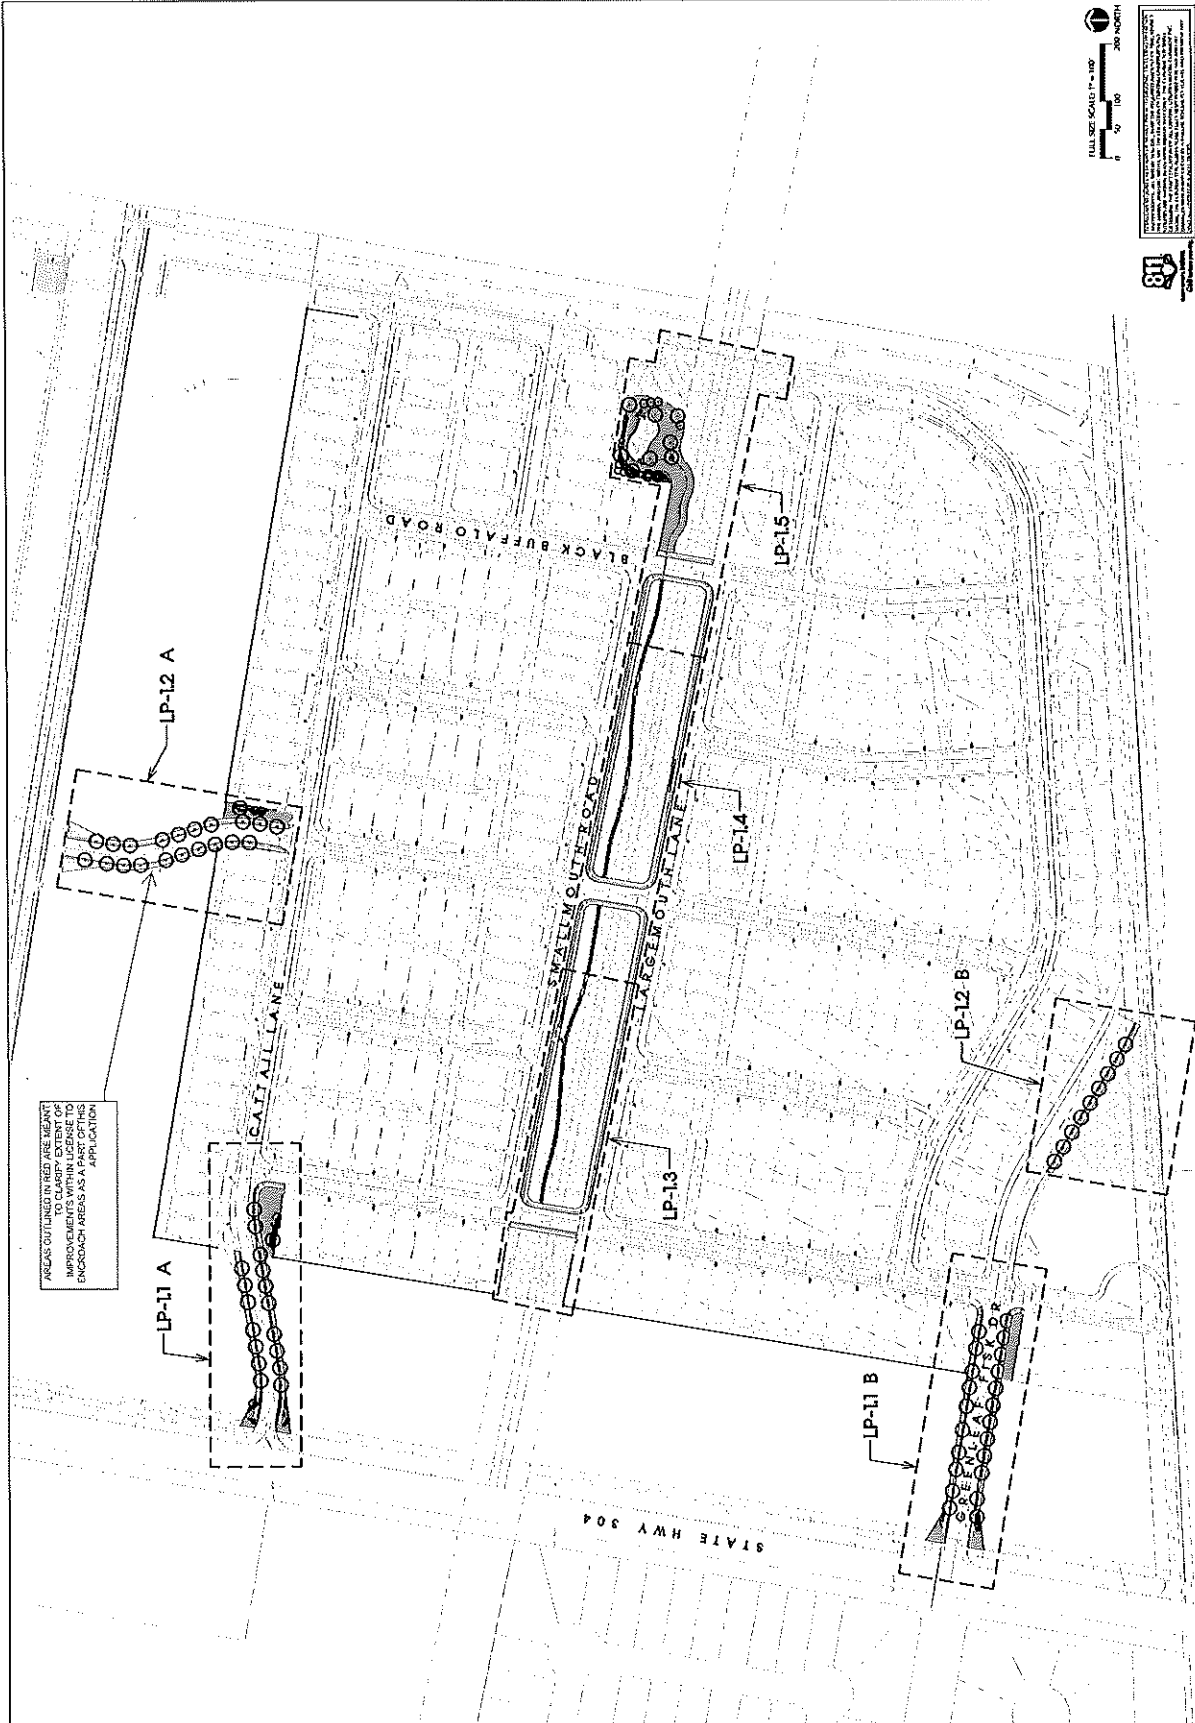 AREAS OUTLINED IN RED ARE MEANT
TO CLARIFY EXTENT OF
IMPROVEMENTS WITHIN LICENSE TO
ENCROACH AREAS AS A PART OF THIS
APPLICATION
LP-1.1 A
LP-1.2 A
CATTAIL LANE
BLACK BUFFALO ROAD
SMALLMOUTH ROAD
LARGEMOUTH LANE
LP-1.3
LP-1.4
LP-1.5
LP-1.2 B
LP-1.1 B
GREENLEAF FISK DR
STATE HWY 304
FULL SIZE SCALE: 1" = 100'
0 50 100 200 NORTH
811